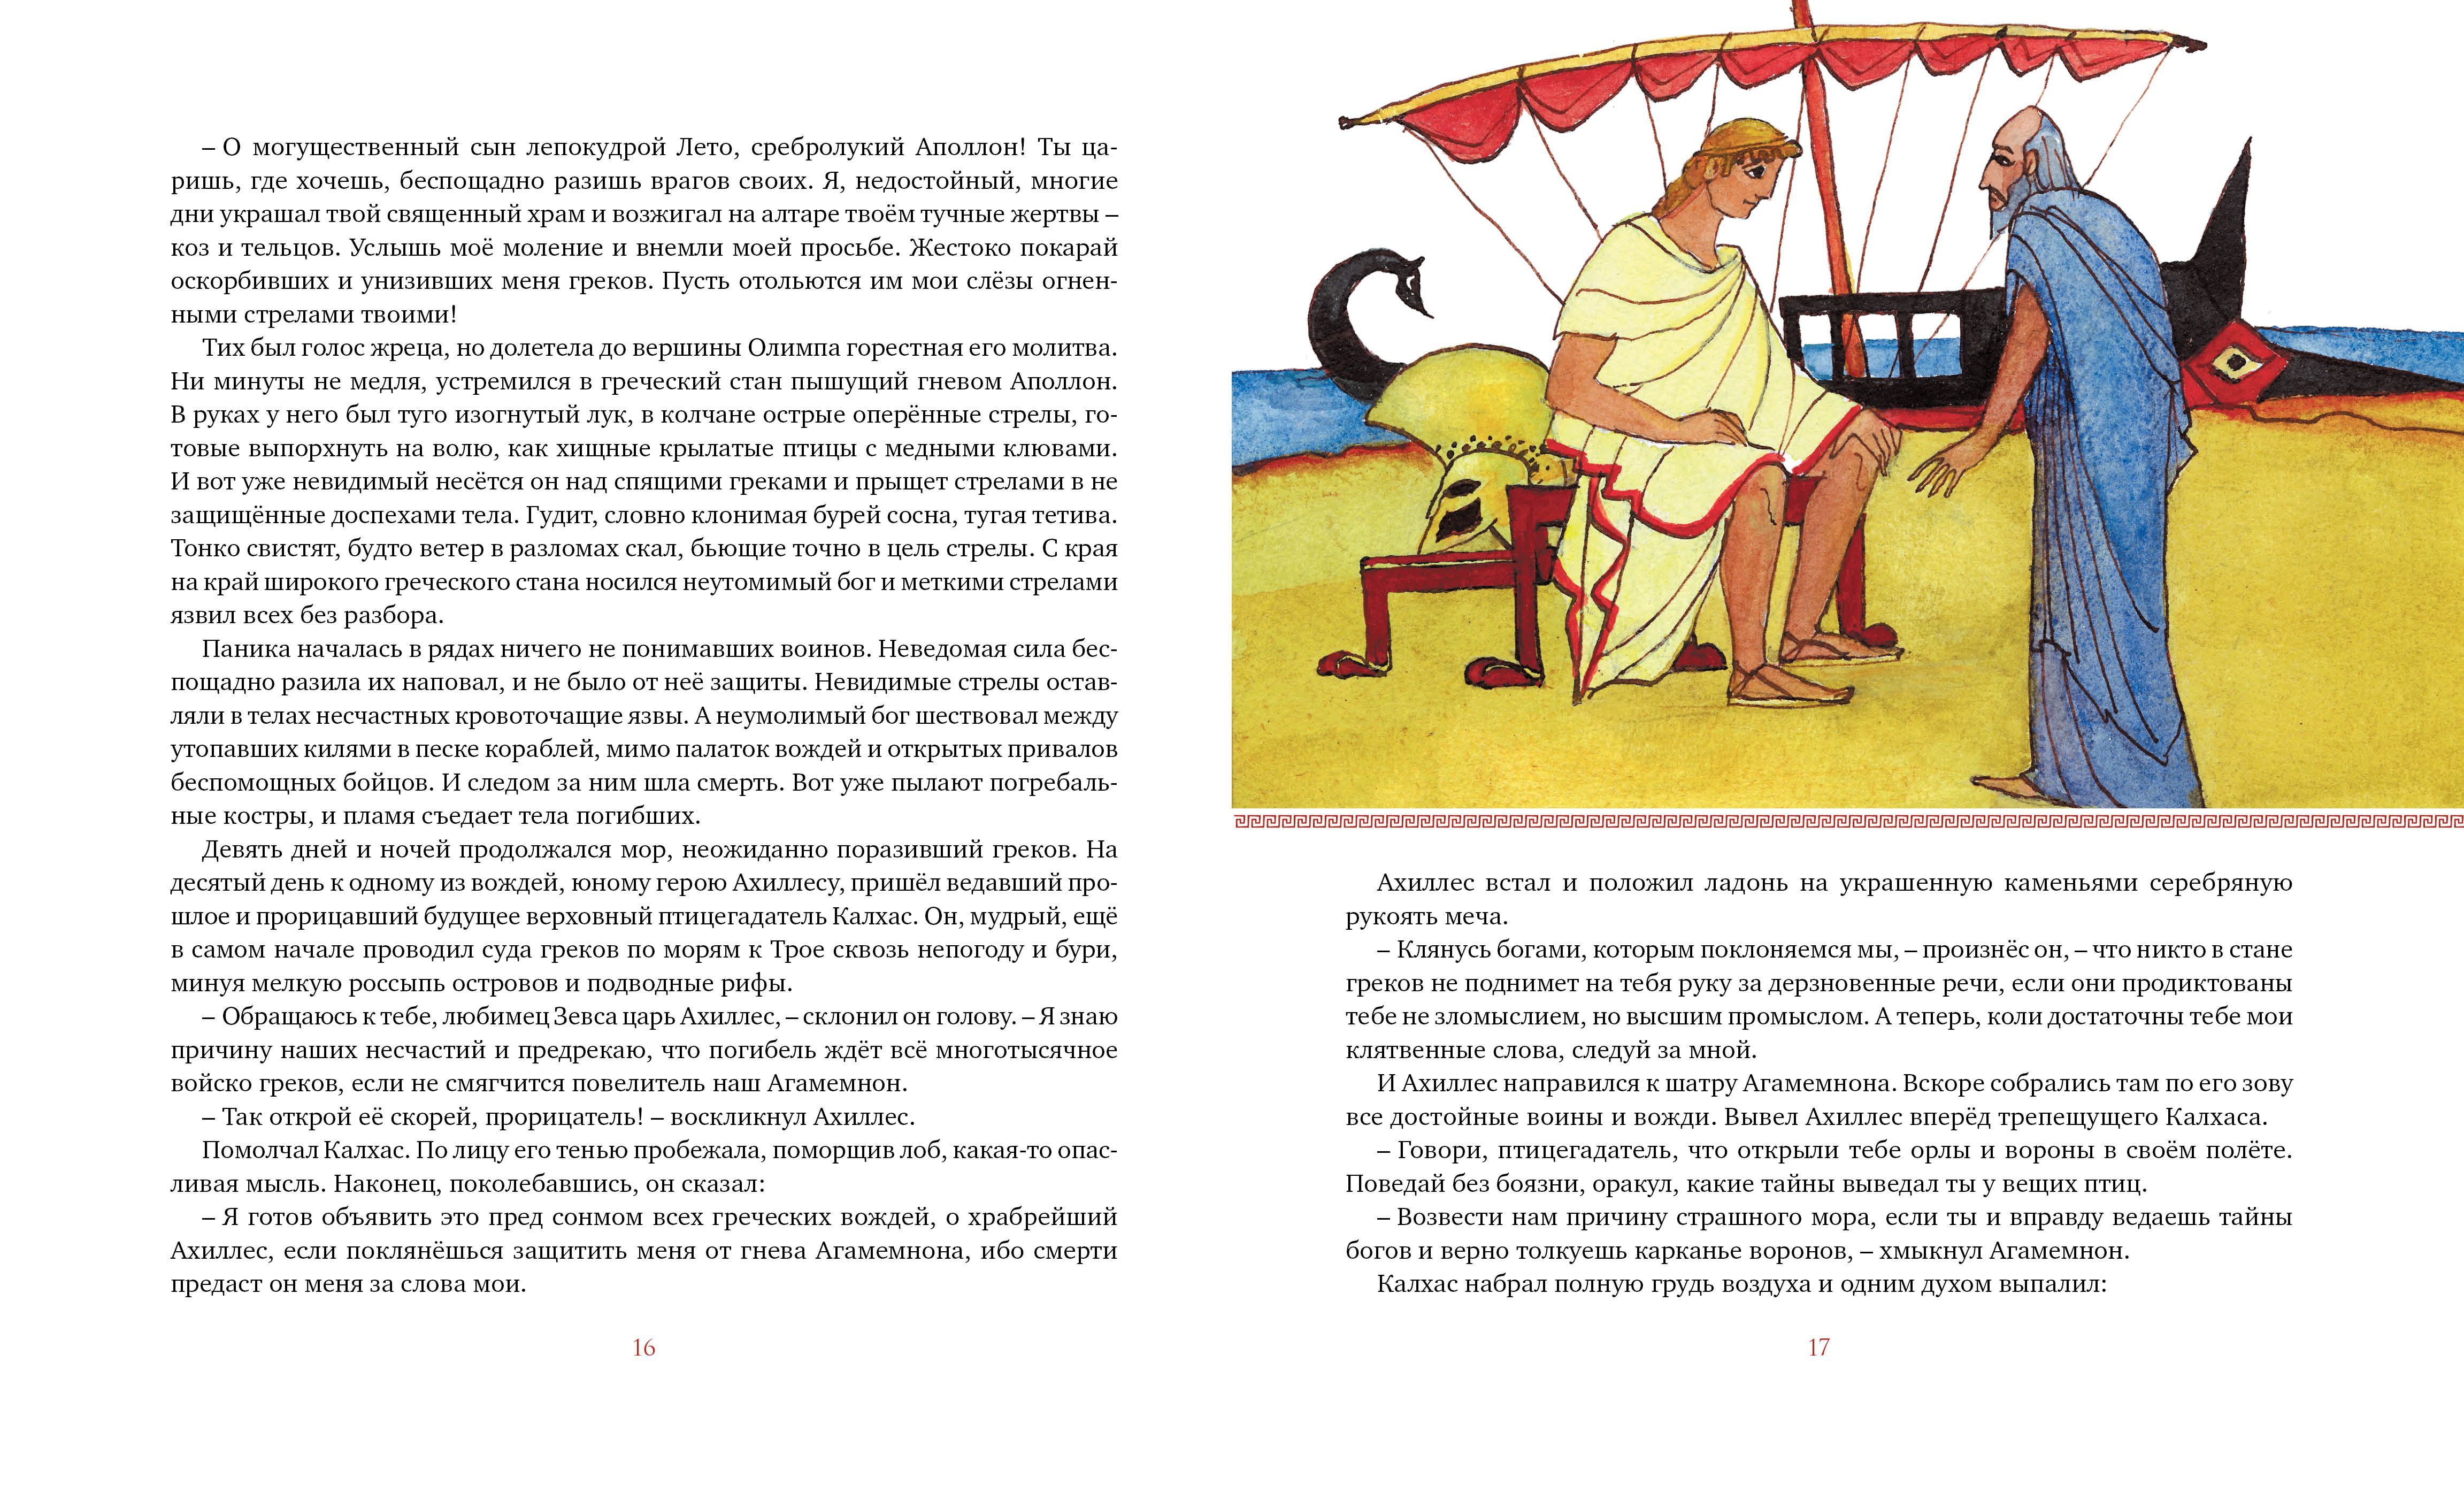 – О могущественный сын лепокудрой Лето, сребролукий Аполлон! Ты ца-
ришь, где хочешь, беспощадно разишь врагов своих. Я, недостойный, многие
дни украшал твой священный храм и возжигал на алтаре твоём тучные жертвы –
коз и тельцов. Услышь моё моление и внемли моей просьбе. Жестоко покарай
оскорбивших и унизивших меня греков. Пусть отольются им мои слёзы огнен-
ными стрелами твоими!
Тих был голос жреца, но долетела до вершины Олимпа горестная его молитва.
Ни минуты не медля, устремился в греческий стан пышущий гневом Аполлон.
В руках у него был туго изогнутый лук, в колчане острые оперённые стрелы, го-
товые выпорхнуть на волю, как хищные крылатые птицы с медными клювами.
И вот уже невидимый несётся он над спящими греками и прыщет стрелами в не
защищённые доспехами тела. Гудит, словно клонимая бурей сосна, тугая тетива.
Тонко свистят, будто ветер в разломах скал, бьющие точно в цель стрелы. С края
на край широкого греческого стана носился неутомимый бог и меткими стрелами
язвил всех без разбора.
Паника началась в рядах ничего не понимавших воинов. Неведомая сила бес-
пощадно разила их наповал, и не было от неё защиты. Невидимые стрелы остав-
ляли в телах несчастных кровоточащие язвы. А неумолимый бог шествовал между
утопавших килями в песке кораблей, мимо палаток вождей и открытых привалов
беспомощных бойцов. И следом за ним шла смерть. Вот уже пылают погребаль-
ные костры, и пламя съедает тела погибших.
Девять дней и ночей продолжался мор, неожиданно поразивший греков. На
десятый день к одному из вождей, юному герою Ахиллесу, пришёл ведавший про-
шлое и прорицавший будущее верховный птицегадатель Калхас. Он, мудрый, ещё
в самом начале проводил суда греков по морям к Трое сквозь непогоду и бури,
минуя мелкую россыпь островов и подводные рифы.
– Обращаюсь к тебе, любимец Зевса царь Ахиллес, – склонил он голову. – Я знаю
причину наших несчастий и предрекаю, что погибель ждёт всё многотысячное
войско греков, если не смягчится повелитель наш Агамемнон.
– Так открой её скорей, прорицатель! – воскликнул Ахиллес.
Помолчал Калхас. По лицу его тенью пробежала, поморщив лоб, какая-то опас-
ливая мысль. Наконец, поколебавшись, он сказал:
– Я готов объявить это пред сонмом всех греческих вождей, о храбрейший
Ахиллес, если поклянёшься защитить меня от гнева Агамемнона, ибо смерти
предаст он меня за слова мои.
16
Ахиллес встал и положил ладонь на украшенную каменьями серебряную
рукоять меча.
– Клянусь богами, которым поклоняемся мы, – произнёс он, – что никто в стане
греков не поднимет на тебя руку за дерзновенные речи, если они продиктованы
тебе не зломыслием, но высшим промыслом. А теперь, коли достаточны тебе мои
клятвенные слова, следуй за мной.
И Ахиллес направился к шатру Агамемнона. Вскоре собрались там по его зову
все достойные воины и вожди. Вывел Ахиллес вперёд трепещущего Калхаса.
– Говори, птицегадатель, что открыли тебе орлы и вороны в своём полёте.
Поведай без боязни, оракул, какие тайны выведал ты у вещих птиц.
– Возвести нам причину страшного мора, если ты и вправду ведаешь тайны
богов и верно толкуешь карканье воронов, – хмыкнул Агамемнон.
Калхас набрал полную грудь воздуха и одним духом выпалил:
17